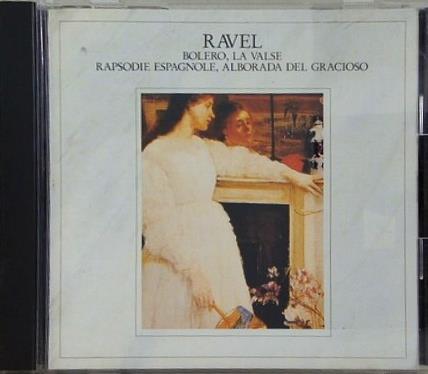 RAVEL
BOLERO, LA VALSE
RAPSODIE ESPAGNOLE, ALBORADA DEL GRACIOSO